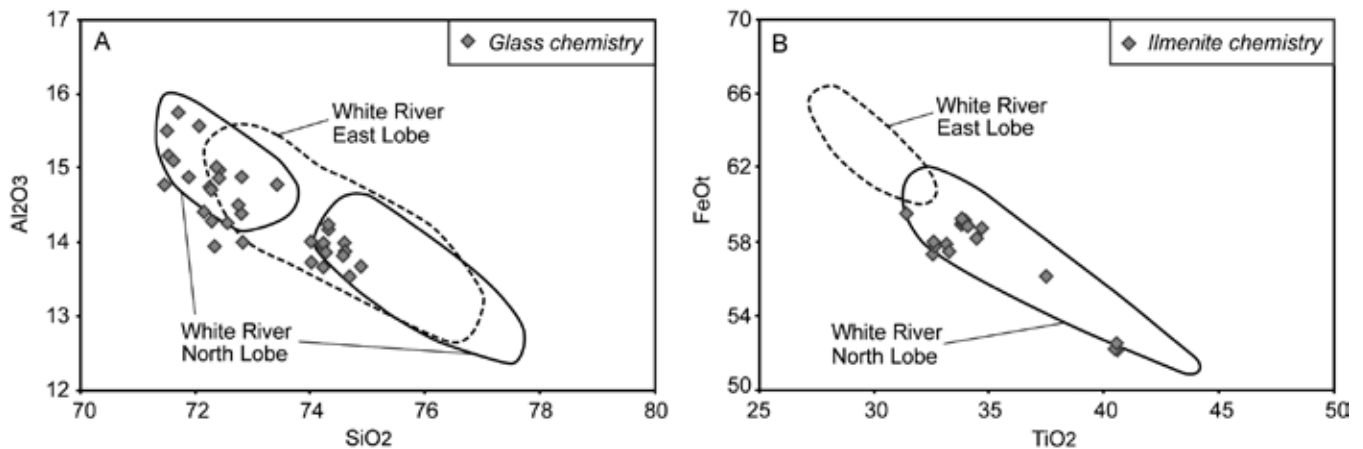 17
16
15
14
13
12
Al2O3
A
Glass chemistry
White River
East Lobe
White River
North Lobe
70
72
74
76
78
80
SiO2
70
66
62
58
54
50
FeOt
B
Ilmenite chemistry
White River
East Lobe
White River
North Lobe
25
30
35
40
45
50
TiO2